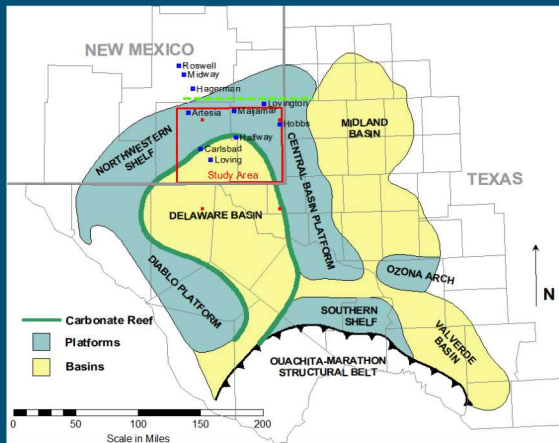 NEW MEXICO
Roswell
Midway
Hagerman
Lovington
Artesia
Maljamar
Hobbs
Halfway
Carlsbad
Loving
Study Area
NORTHWESTERN
SHELF
CENTRAL BASIN PLATFORM
MIDLAND
BASIN
TEXAS
DELAWARE BASIN
DIABLO PLATFORM
OZONA ARCH
N
SOUTHERN
SHELF
VALVERDE
BASIN
OUACHITA-MARATHON
STRUCTURAL BELT
Carbonate Reef
Platforms
Basins
0 50 100 150 200
Scale in Miles